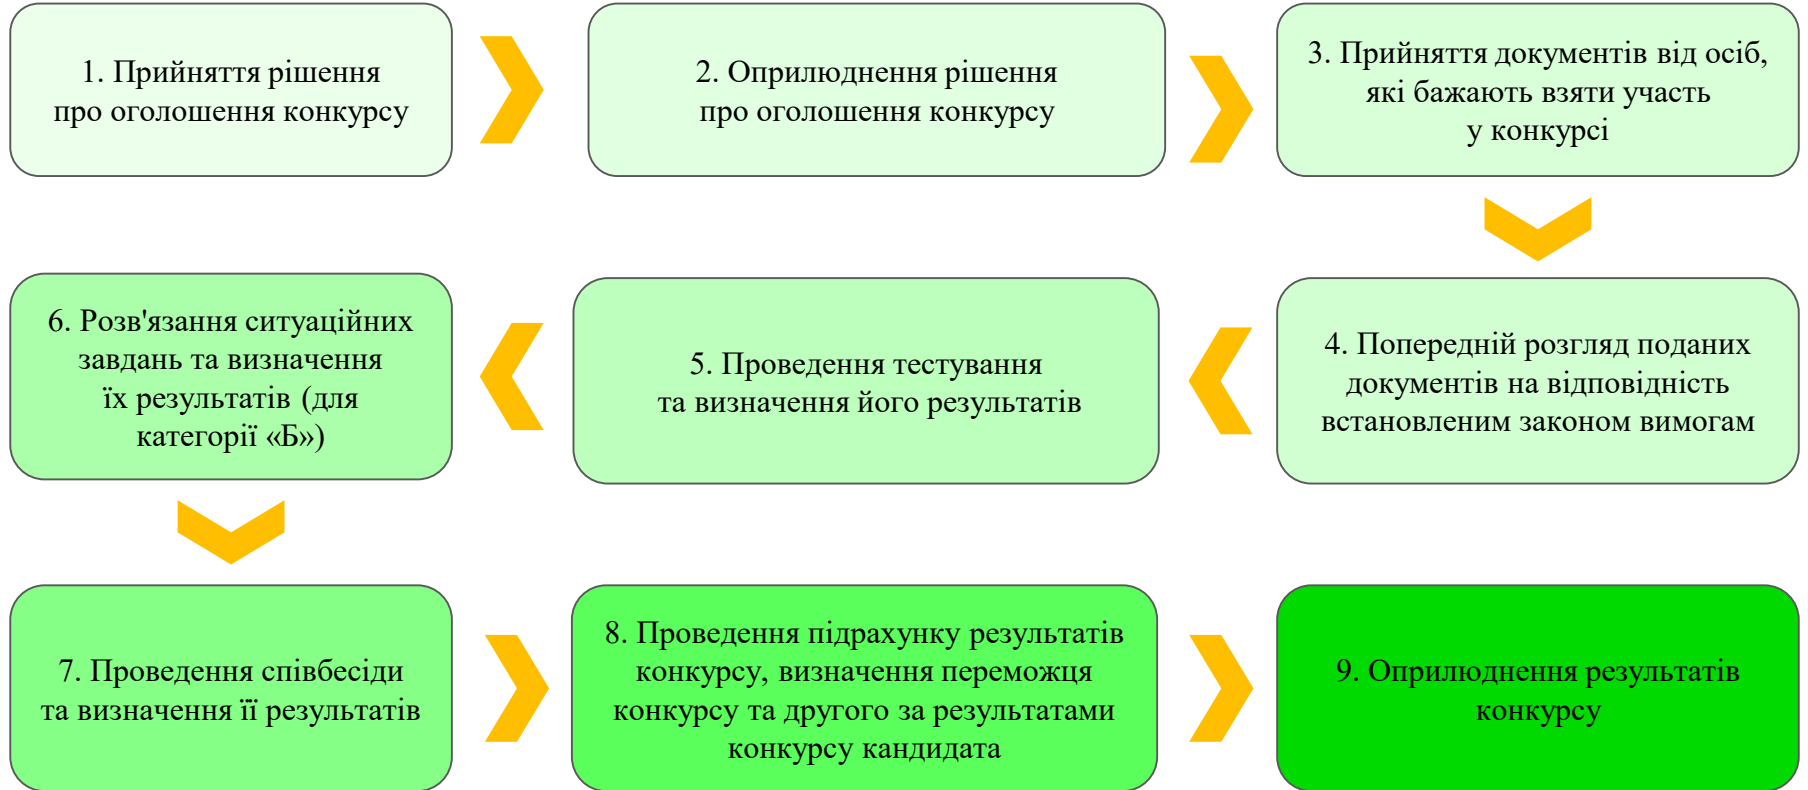 1. Прийняття рішення
про оголошення конкурсу
2. Оприлюднення рішення
про оголошення конкурсу
3. Прийняття документів від осіб,
які бажають взяти участь
у конкурсі
4. Попередній розгляд поданих
документів на відповідність
встановленим законом вимогам
5. Проведення тестування
та визначення його результатів
6. Розв'язання ситуаційних
завдань та визначення
їх результатів (для
категорії «Б»)
7. Проведення співбесіди
та визначення її результатів
8. Проведення підрахунку результатів
конкурсу, визначення переможця
конкурсу та другого за результатами
конкурсу кандидата
9. Оприлюднення результатів
конкурсу